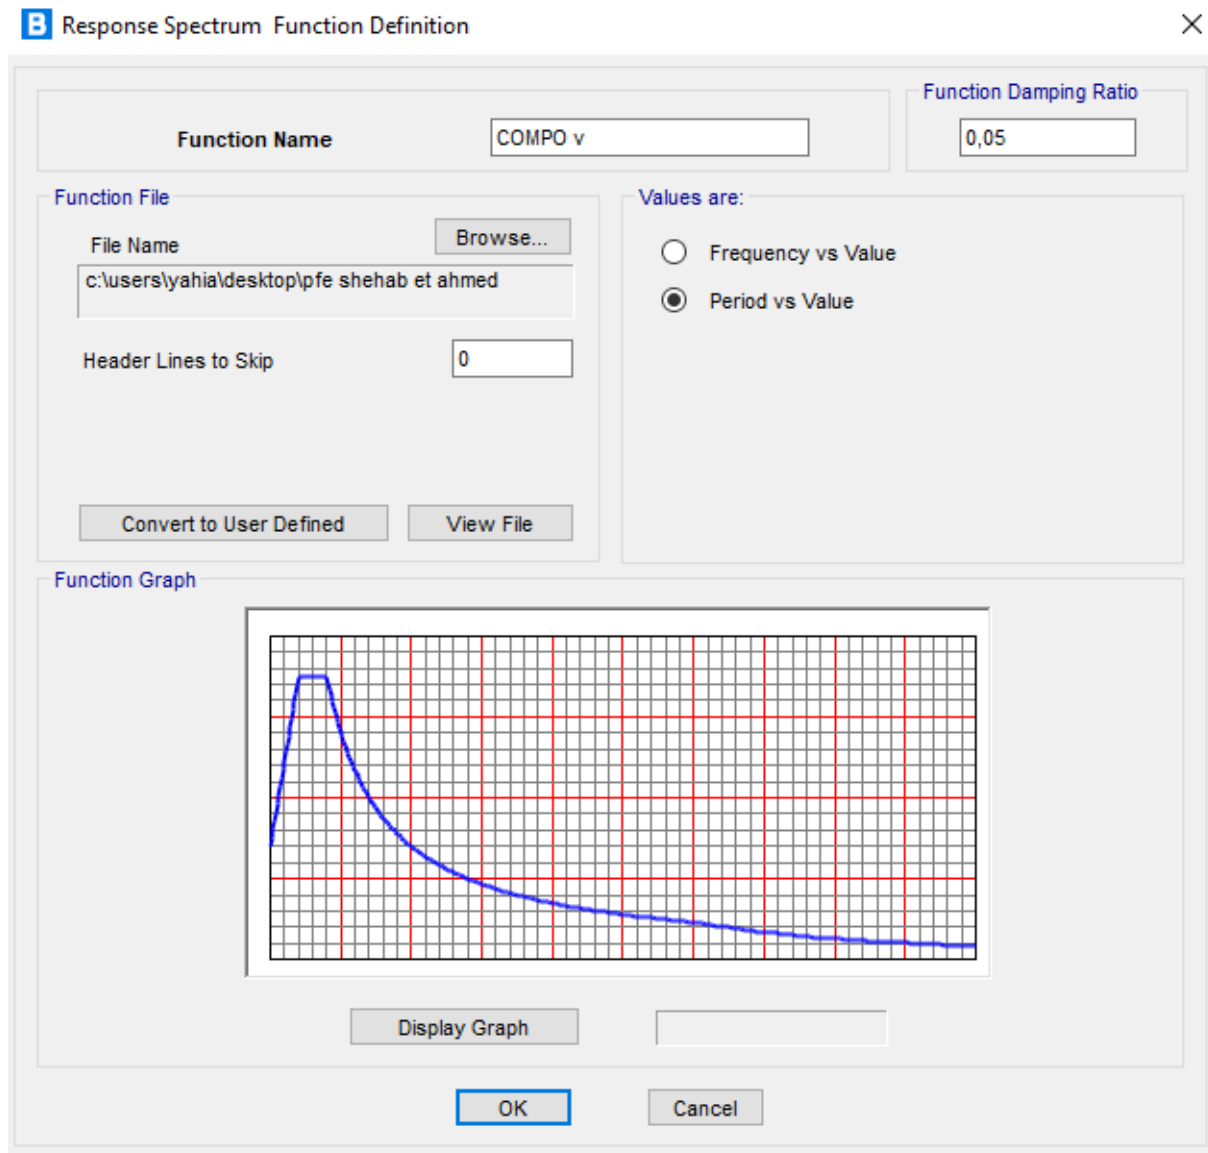 B Response Spectrum Function Definition
Function Name
COMPO v
Function Damping Ratio
0,05
Function File
File Name
Browse...
c:\users\yahia\desktop\pfe shehab et ahmed
Header Lines to Skip
0
Convert to User Defined
View File
Values are:
Frequency vs Value
Period vs Value
Function Graph
Display Graph
OK
Cancel